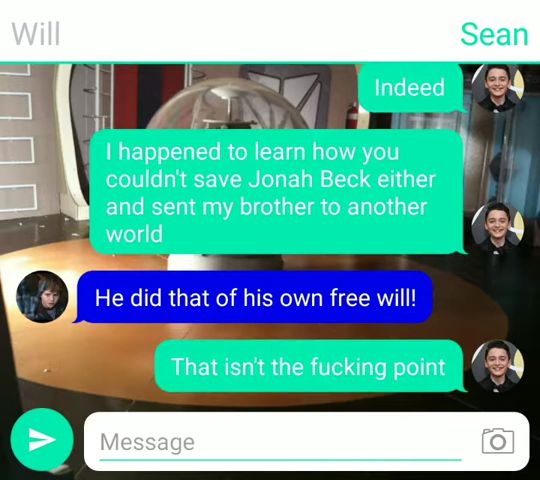 Will
Sean
Indeed
I happened to learn how you
couldn't save Jonah Beck either
and sent my brother to another
world
He did that of his own free will!
That isn't the fucking point
Message